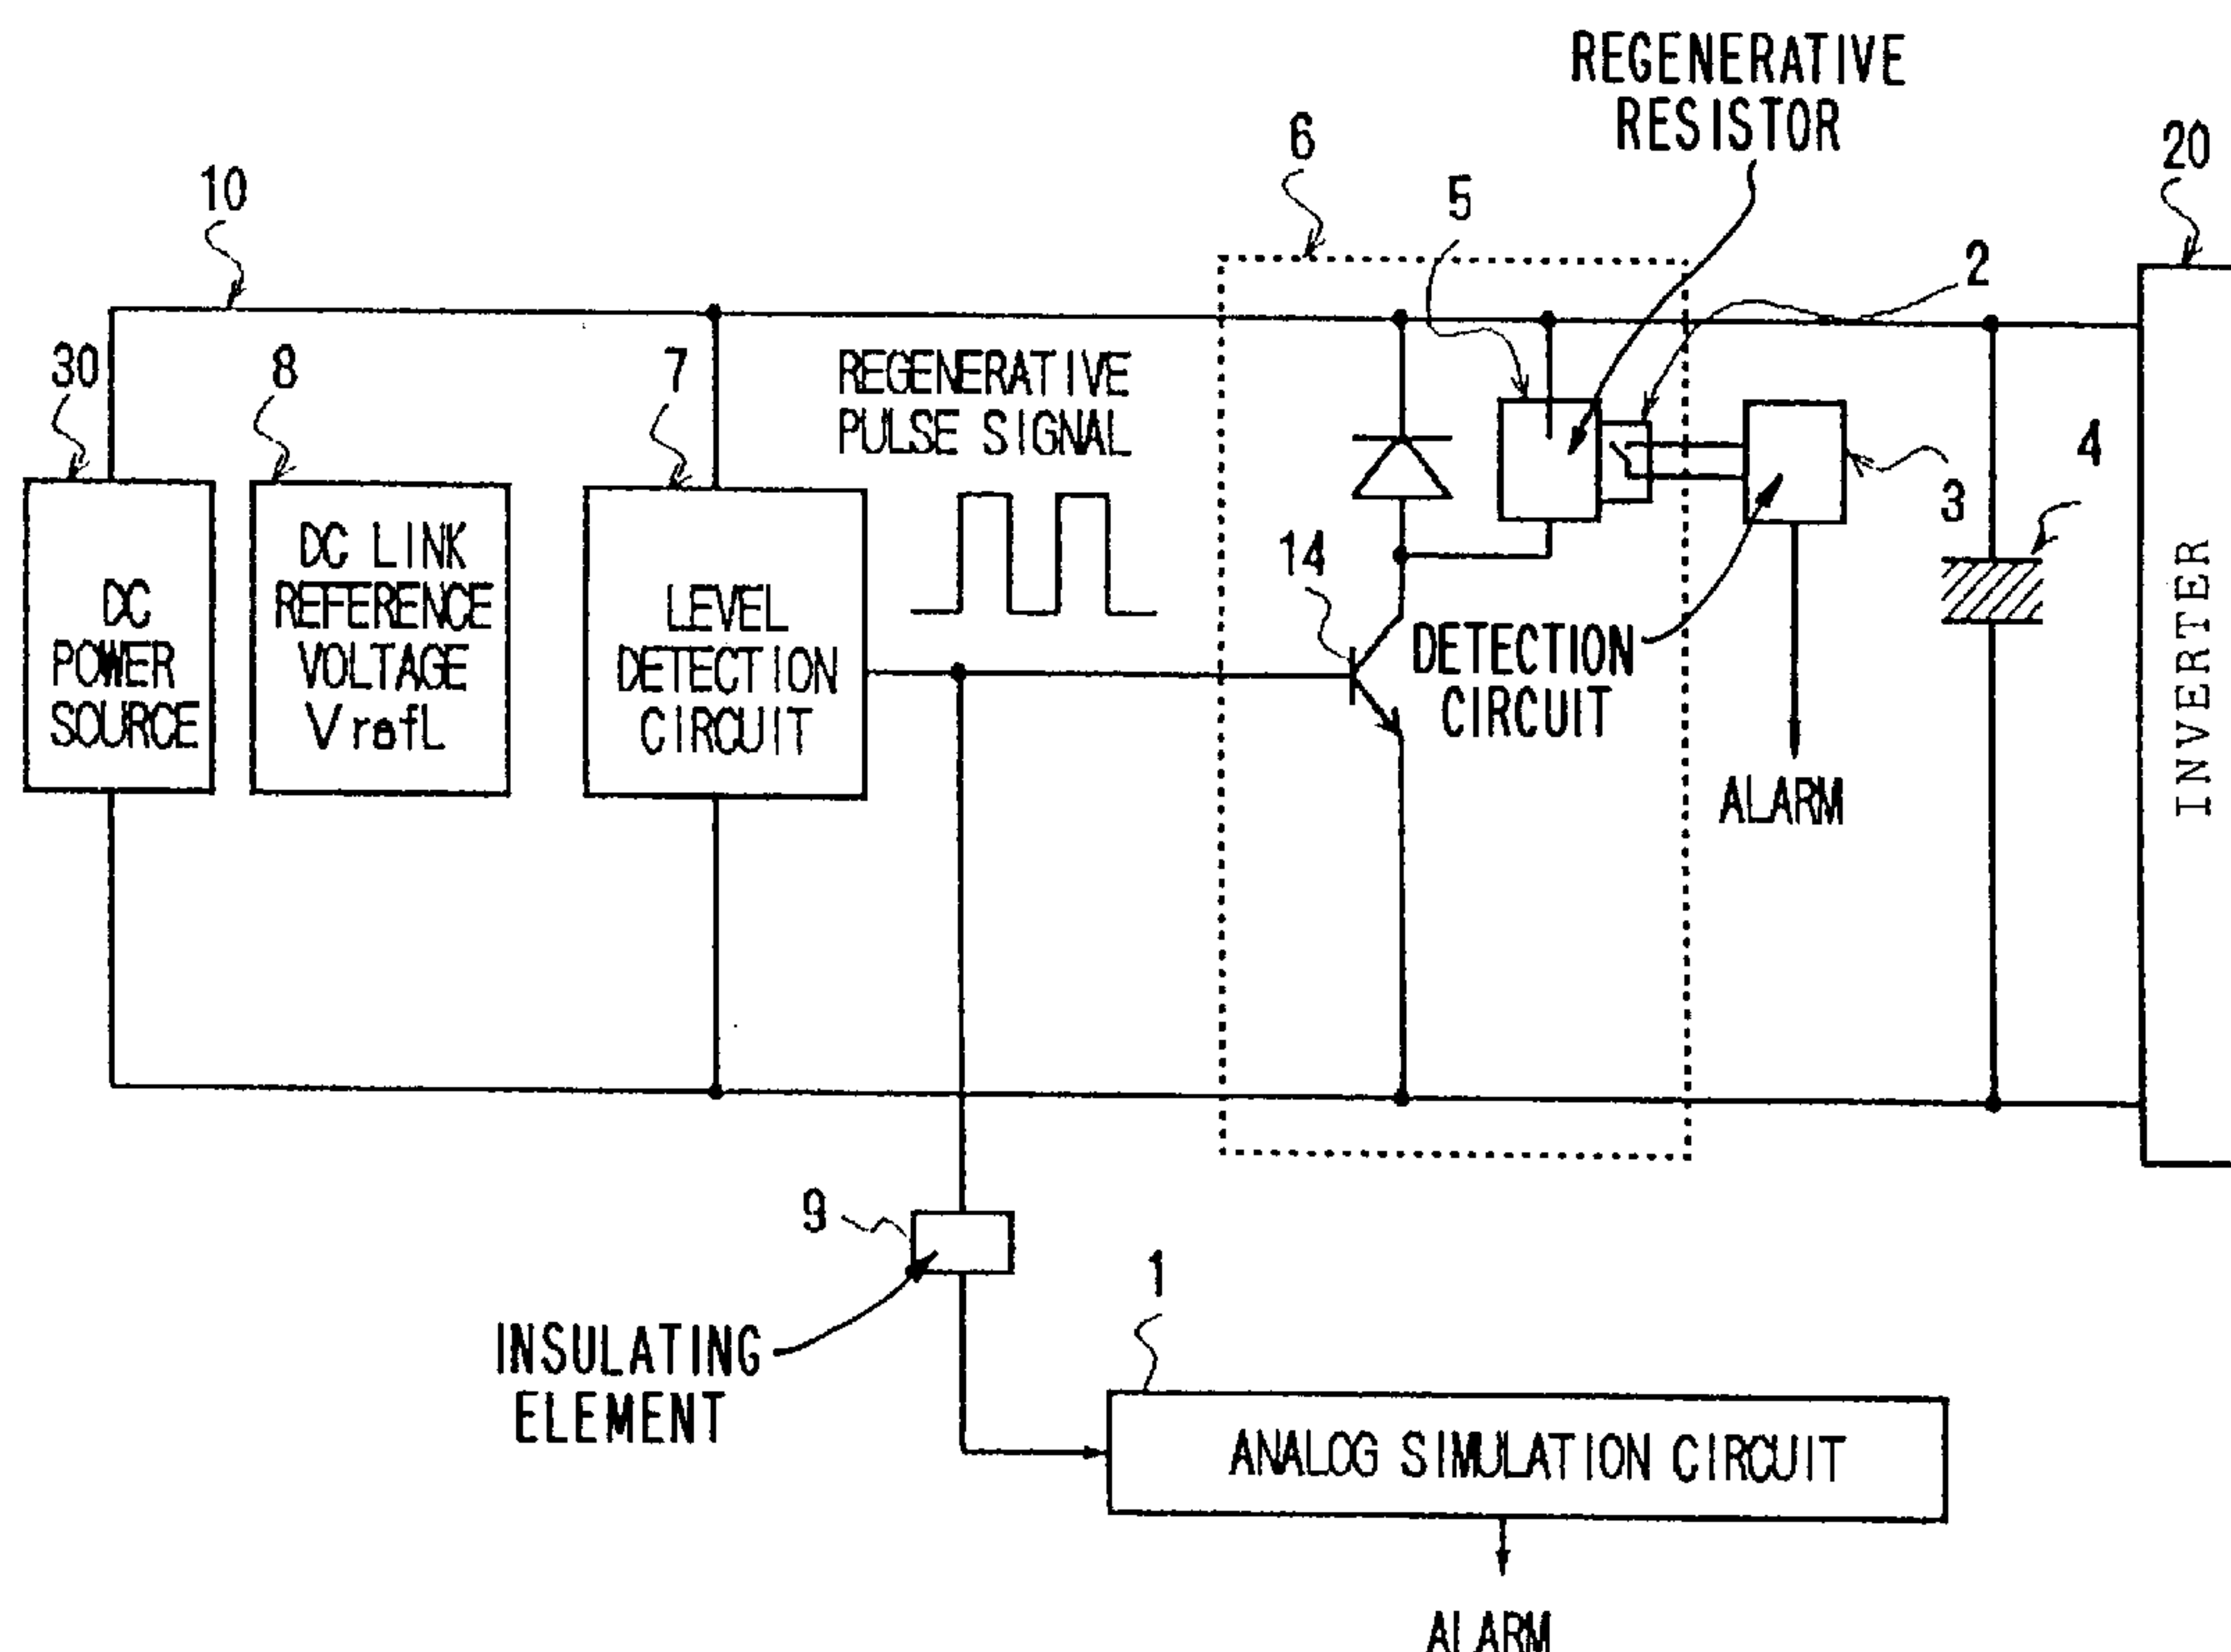 REGENERATIVE
RESISTOR
6
20
10
5
2
30
8
7
REGENERATIVE
PULSE SIGNAL
4
3
14
DC
POWER
SOURCE
DC LINK
REFERENCE
VOLTAGE
VrefL
LEVEL
DETECTION
CIRCUIT
DETECTION
CIRCUIT
INVERTER
ALARM
9
1
INSULATING
ELEMENT
ANALOG SIMULATION CIRCUIT
ALARM